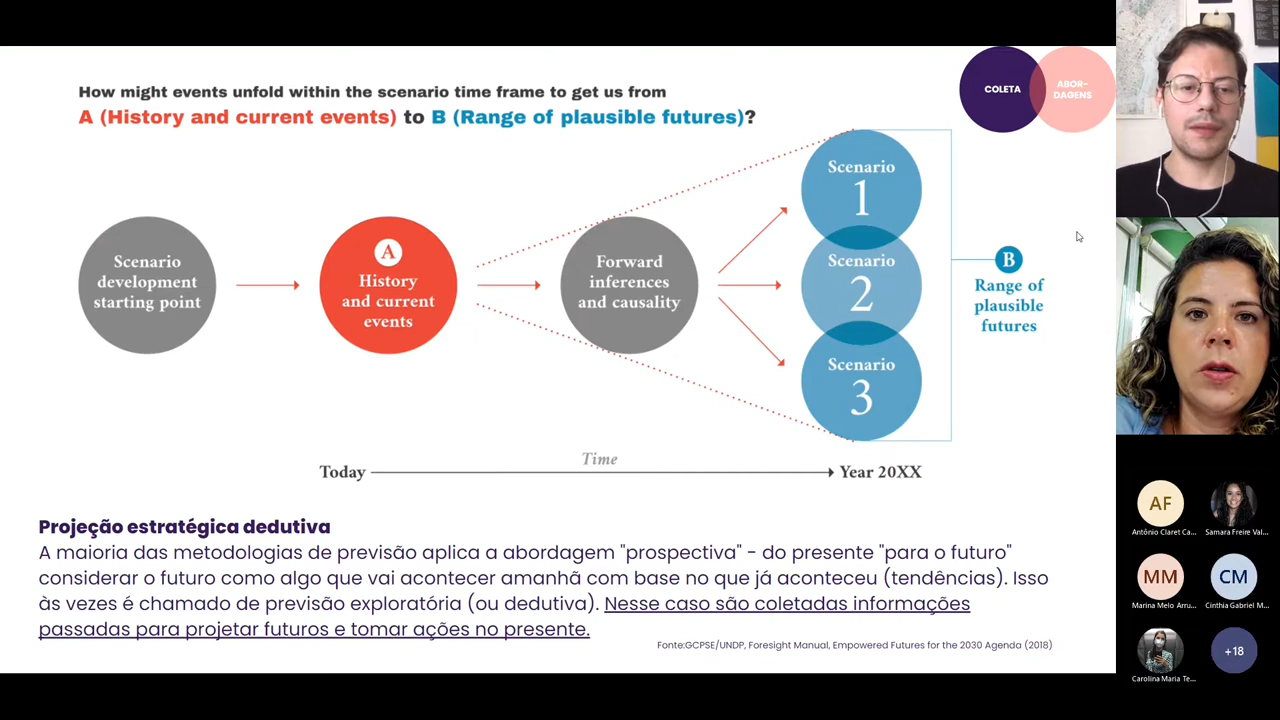 How might events unfold within the scenario time frame to get us from
A (History and current events) to B (Range of plausible futures)?
COLETA
ABOR-
DAGENS
Scenario
development
starting point
A
History
and current
events
Forward
inferences
and causality
Scenario
1
Scenario
2
Scenario
3
B
Range of
plausible
futures
Time
Today
Year 20XX
Projeção estratégica dedutiva
A maioria das metodologias de previsão aplica a abordagem "prospectiva" - do presente "para o futuro"
considerar o futuro como algo que vai acontecer amanhã com base no que já aconteceu (tendências). Isso
às vezes é chamado de previsão exploratória (ou dedutiva). Nesse caso são coletadas informações
passadas para projetar futuros e tomar ações no presente.
Fonte:GCPSE/UNDP, Foresight Manual, Empowered Futures for the 2030 Agenda (2018)
AF
Antônio Claret Ca...
Samara Freire Val...
MM
Marina Melo Arru...
CM
Cinthia Gabriel M...
Carolina Maria Te...
+18